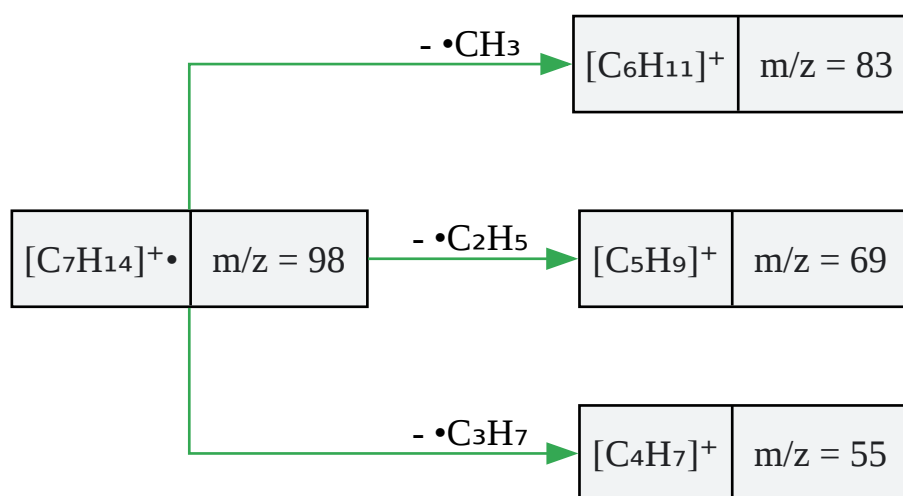 - •CH₃
[C₆H₁₁]⁺ m/z = 83
[C₇H₁₄]⁺• m/z = 98
- •C₂H₅
[C₅H₉]⁺ m/z = 69
- •C₃H₇
[C₄H₇]⁺ m/z = 55